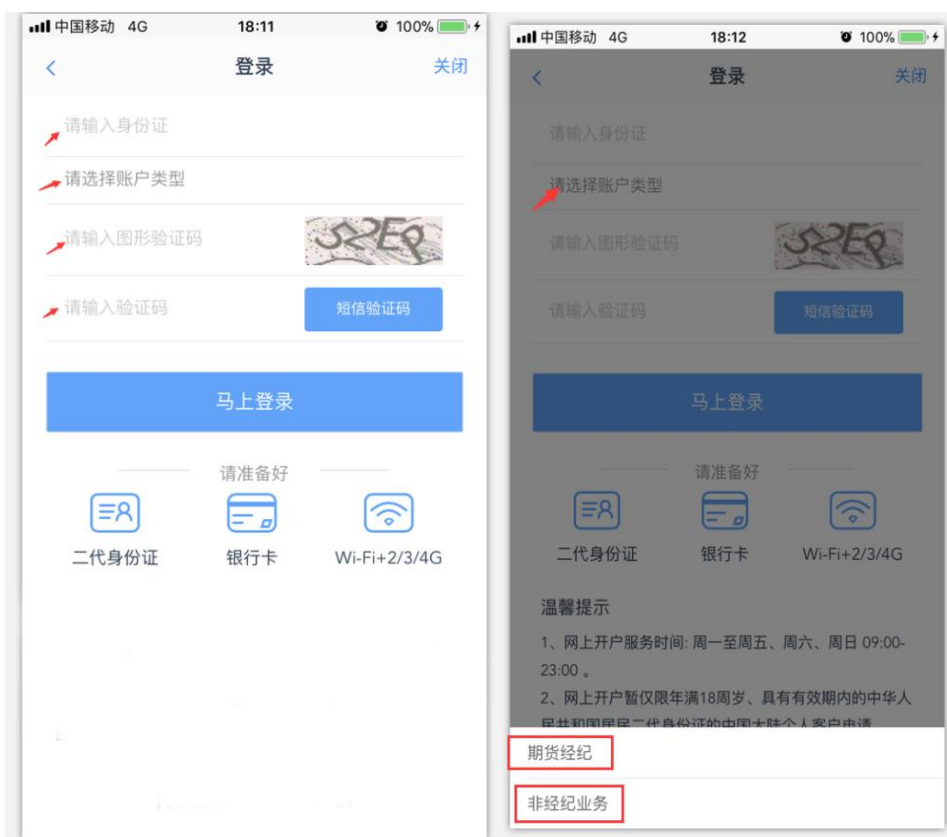 中国移动 4G 18:11 100%
登录 关闭
请输入身份证
请选择账户类型
请输入图形验证码 S2EP
请输入验证码 短信验证码
马上登录
请准备好
二代身份证 银行卡 Wi-Fi+2/3/4G
中国移动 4G 18:12 100%
登录 关闭
请输入身份证
请选择账户类型
请输入图形验证码 S2EP
请输入验证码 短信验证码
马上登录
请准备好
二代身份证 银行卡 Wi-Fi+2/3/4G
温馨提示
1、网上开户服务时间: 周一至周五、周六、周日 09:00-
23:00 。
2、网上开户暂仅限年满18周岁、具有有效期内的中华人
民共和国居民二代身份证的中国大陆个人客户申请
期货经纪
非经纪业务